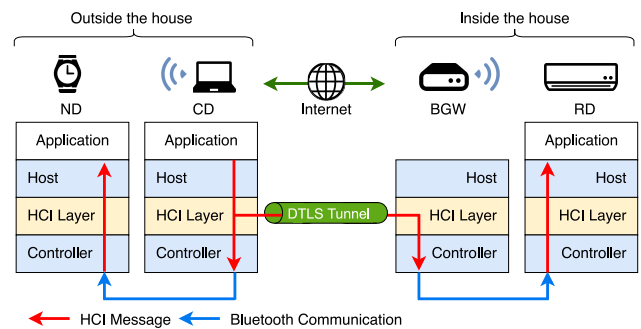 Outside the house
Inside the house
ND
CD
Internet
BGW
RD
Application
Application
Application
Host
Host
Host
Host
HCI Layer
HCI Layer
DTLS Tunnel
HCI Layer
HCI Layer
Controller
Controller
Controller
Controller
HCI Message
Bluetooth Communication